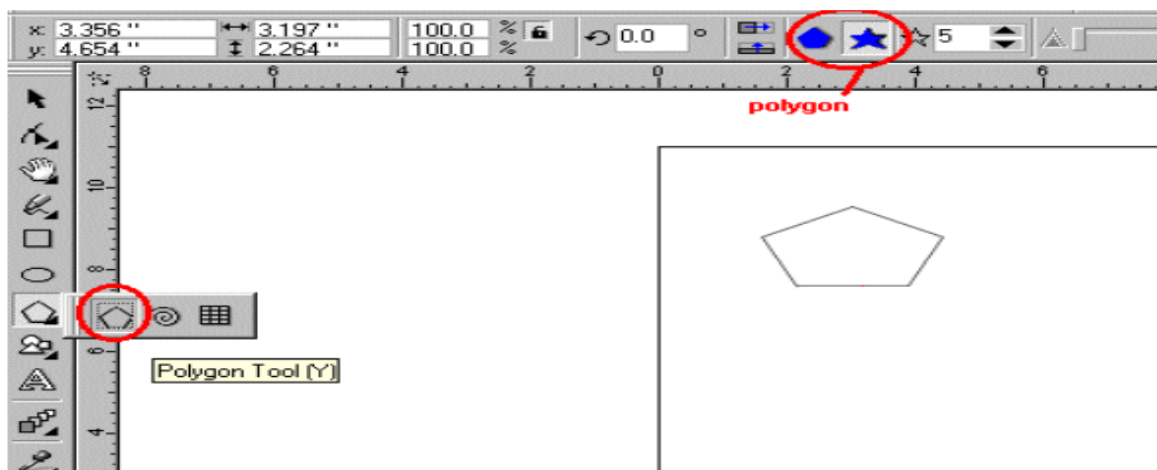 x: 3.356 " 3.197 " 100.0 % 0.0 ° 5
y: 4.654 " 2.264 " 100.0 %
8 6 4 2 0 2 4 6
polygon
12
10
8
6
Polygon Tool (Y)
4